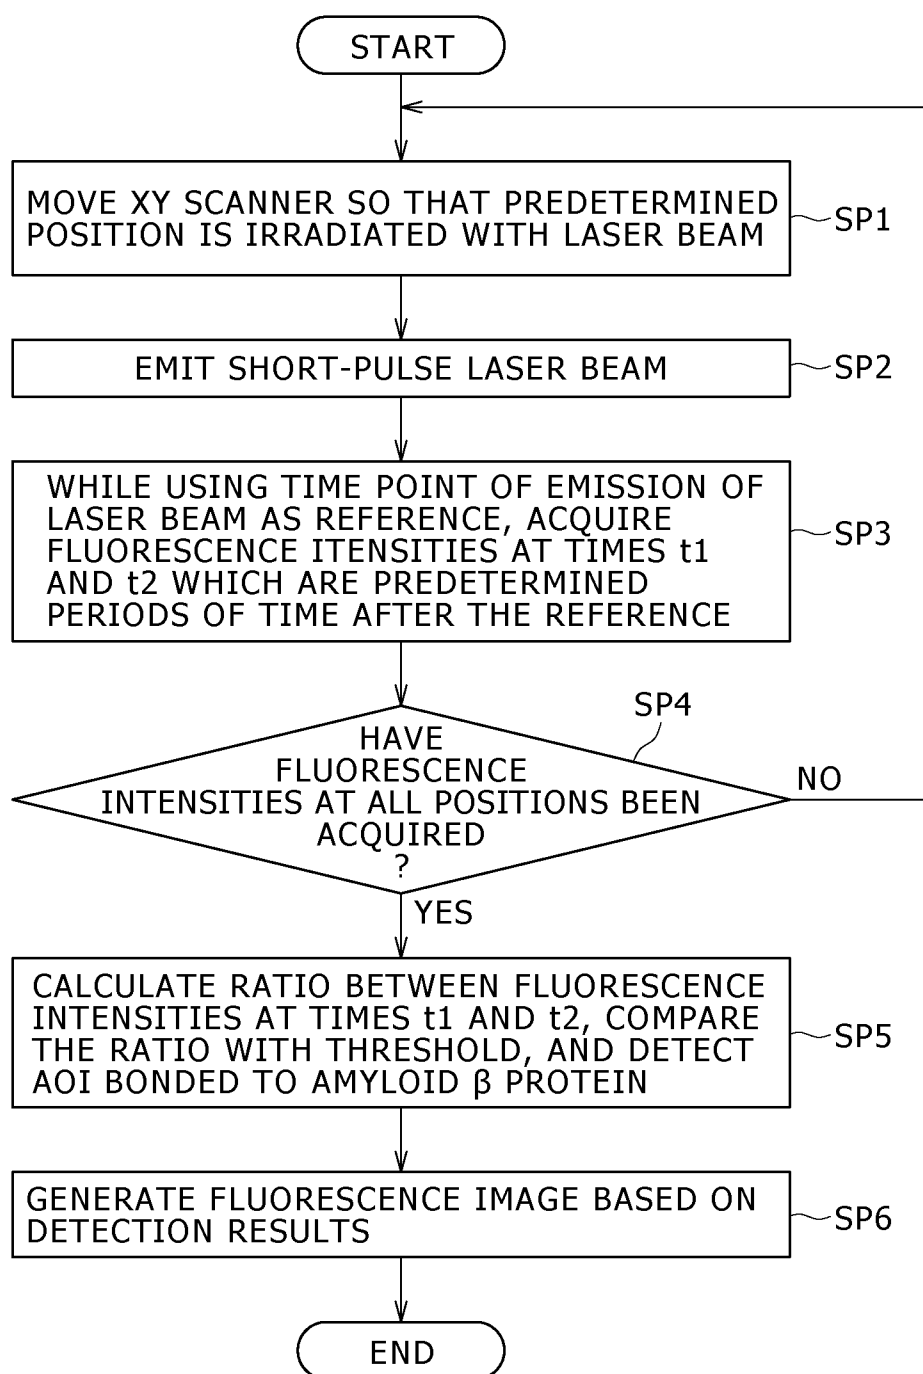 START
MOVE XY SCANNER SO THAT PREDETERMINED
POSITION IS IRRADIATED WITH LASER BEAM
SP1
EMIT SHORT-PULSE LASER BEAM
SP2
WHILE USING TIME POINT OF EMISSION OF
LASER BEAM AS REFERENCE, ACQUIRE
FLUORESCENCE ITENSITIES AT TIMES t1
AND t2 WHICH ARE PREDETERMINED
PERIODS OF TIME AFTER THE REFERENCE
SP3
SP4
HAVE
FLUORESCENCE
INTENSITIES AT ALL POSITIONS BEEN
ACQUIRED
?
NO
YES
CALCULATE RATIO BETWEEN FLUORESCENCE
INTENSITIES AT TIMES t1 AND t2, COMPARE
THE RATIO WITH THRESHOLD, AND DETECT
AOI BONDED TO AMYLOID β PROTEIN
SP5
GENERATE FLUORESCENCE IMAGE BASED ON
DETECTION RESULTS
SP6
END